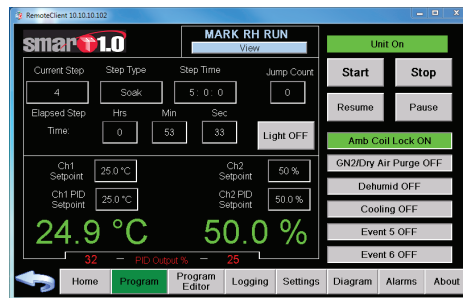 RemoteClient 10.10.10.102
smar 1.0
MARK RH RUN
View
Unit On
Current Step
Step Type
Step Time
Jump Count
4
Soak
5 : 0 : 0
0
Start
Stop
Elapsed Step Time:
Hrs
Min
Sec
0
53
33
Light OFF
Resume
Pause
Amb Coil Lock ON
GN2/Dry Air Purge OFF
Dehumid OFF
Cooling OFF
Event 5 OFF
Event 6 OFF
Ch1 Setpoint
25.0 °C
Ch2 Setpoint
50 %
Ch1 PID Setpoint
25.0 °C
Ch2 PID Setpoint
50.0 %
24.9 °C
50.0 %
32 – PID Output % – 25
Home
Program
Program Editor
Logging
Settings
Diagram
Alarms
About